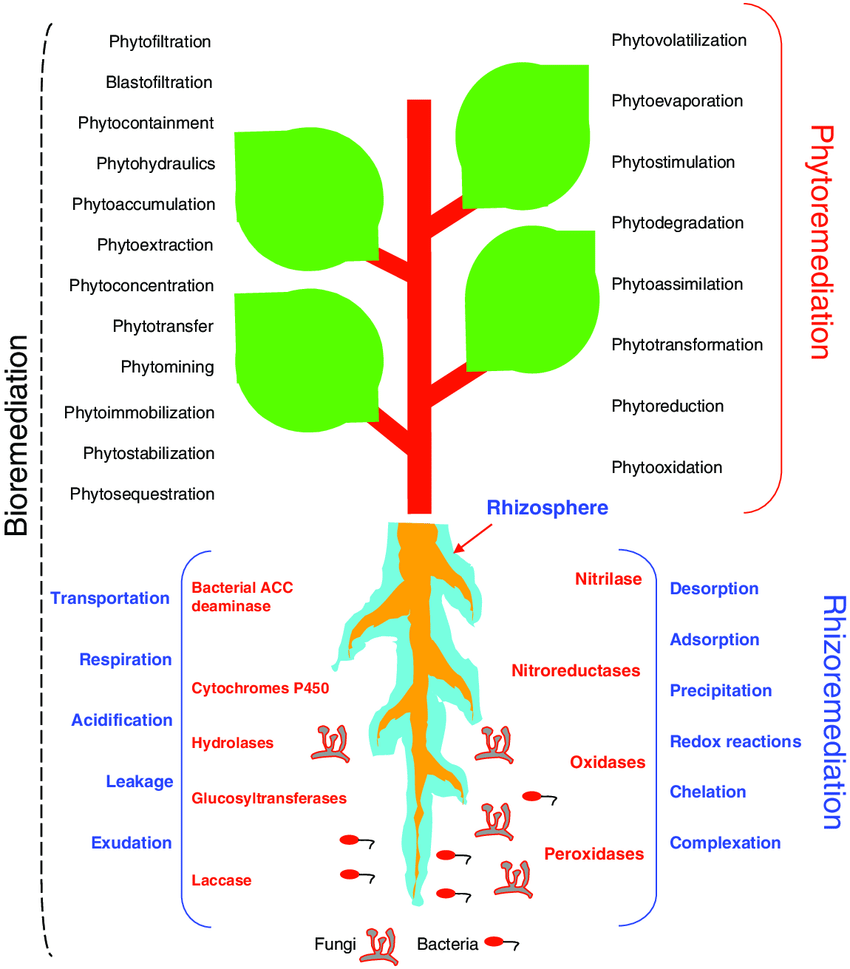 Bioremediation
Phytofiltration
Blastofiltration
Phytocontainment
Phytohydraulics
Phytoaccumulation
Phytoextraction
Phytoconcentration
Phytotransfer
Phytomining
Phytoimmobilization
Phytostabilization
Phytosequestration
Phytovolatilization
Phytoevaporation
Phytostimulation
Phytodegradation
Phytoassimilation
Phytotransformation
Phytoreduction
Phytooxidation
Phytoremediation
Rhizosphere
Transportation
Respiration
Acidification
Leakage
Exudation
Bacterial ACC
deaminase
Cytochromes P450
Hydrolases
Glucosyltransferases
Laccase
Nitrilase
Nitroreductases
Oxidases
Peroxidases
Desorption
Adsorption
Precipitation
Redox reactions
Chelation
Complexation
Rhizoremediation
Fungi
Bacteria